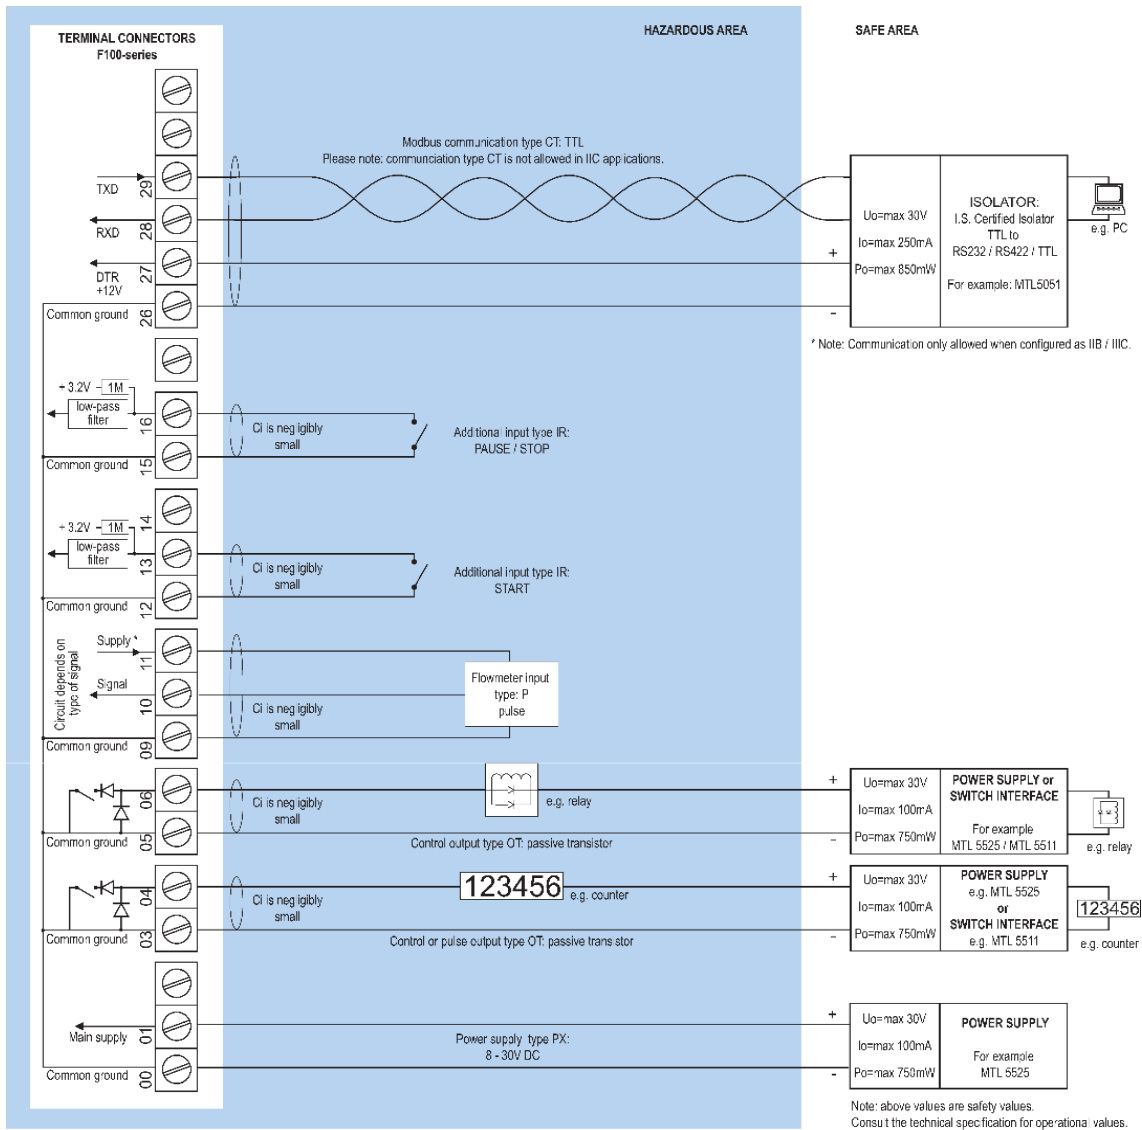 HAZARDOUS AREA
SAFE AREA
TERMINAL CONNECTORS
F100-series
Modbus communication type CT: TTL
Please note: communciation type CT is not allowed in IIC applications.
TXD
29
RXD
28
DTR
+12V
27
Common ground
26
+
-
Uo=max 30V
Io=max 250mA
Po=max 850mW
ISOLATOR:
I.S. Certified Isolator
TTL to
RS232 / RS422 / TTL
For example: MTL5051
e.g. PC
* Note: Communication only allowed when configured as IIB / IIIC.
+ 3.2V
1M
low-pass
filter
16
Common ground
15
Ci is negligibly
small
Additional input type IR:
PAUSE / STOP
14
+ 3.2V
1M
low-pass
filter
13
Common ground
12
Ci is negligibly
small
Additional input type IR:
START
Circuit depends on
type of signal
Supply *
11
Signal
10
Common ground
09
Ci is negligibly
small
Flowmeter input
type: P
pulse
06
Common ground
05
Ci is negligibly
small
e.g. relay
Control output type OT: passive transistor
+
-
Uo=max 30V
Io=max 100mA
Po=max 750mW
POWER SUPPLY or
SWITCH INTERFACE
For example
MTL 5525 / MTL 5511
e.g. relay
04
Common ground
03
Ci is negligibly
small
123456
e.g. counter
Control or pulse output type OT: passive transistor
+
-
Uo=max 30V
Io=max 100mA
Po=max 750mW
POWER SUPPLY
e.g. MTL 5525
or
SWITCH INTERFACE
e.g. MTL 5511
123456
e.g. counter
Main supply
01
Common ground
00
Power supply type PX:
8 - 30V DC
+
-
Uo=max 30V
Io=max 100mA
Po=max 750mW
POWER SUPPLY
For example
MTL 5525
Note: above values are safety values.
Consult the technical specification for operational values.